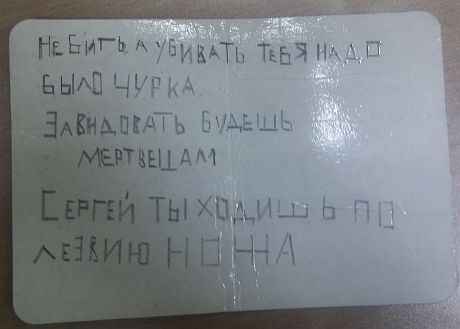 НЕ БИТЬ, А УБИВАТЬ ТЕБЯ НАДО
БЫЛО ЧУРКА.
ЗАВИДОВАТЬ БУДЕШЬ
МЕРТВЕЦАМ
СЕРГЕЙ ТЫ ХОДИШЬ ПО
ЛЕЗВИЮ НОЖА